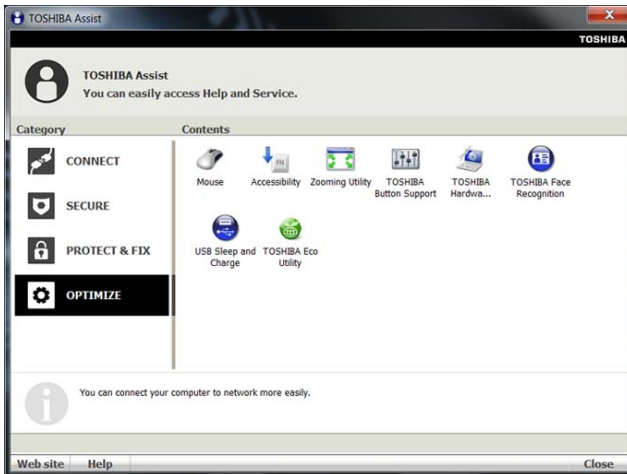 TOSHIBA Assist
TOSHIBA
TOSHIBA Assist
You can easily access Help and Service.
Category
Contents
CONNECT
SECURE
PROTECT & FIX
OPTIMIZE
Mouse
Accessibility
Zooming Utility
TOSHIBA
Button Support
TOSHIBA
Hardwa...
TOSHIBA Face
Recognition
USB Sleep and
Charge
TOSHIBA Eco
Utility
You can connect your computer to network more easily.
Web site
Help
Close